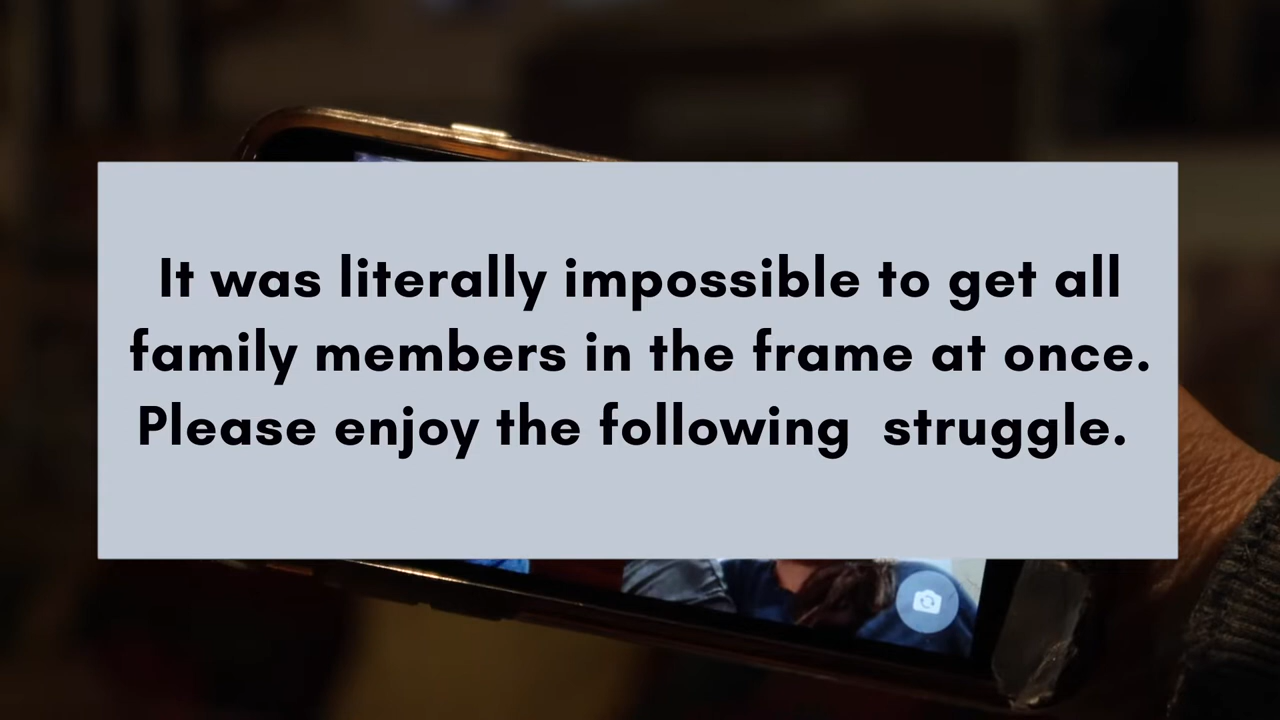 It was literally impossible to get all
family members in the frame at once.
Please enjoy the following  struggle.